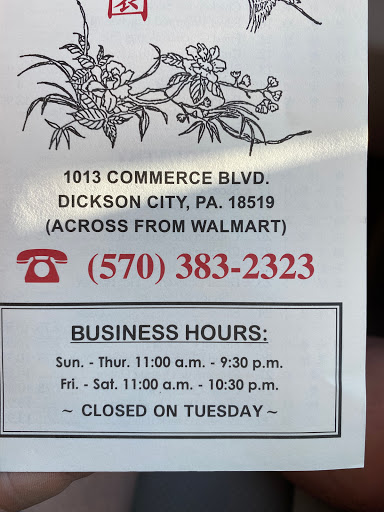 園
1013 COMMERCE BLVD.
DICKSON CITY, PA. 18519
(ACROSS FROM WALMART)
(570) 383-2323
BUSINESS HOURS:
Sun. - Thur. 11:00 a.m. - 9:30 p.m.
Fri. - Sat. 11:00 a.m. - 10:30 p.m.
~ CLOSED ON TUESDAY ~